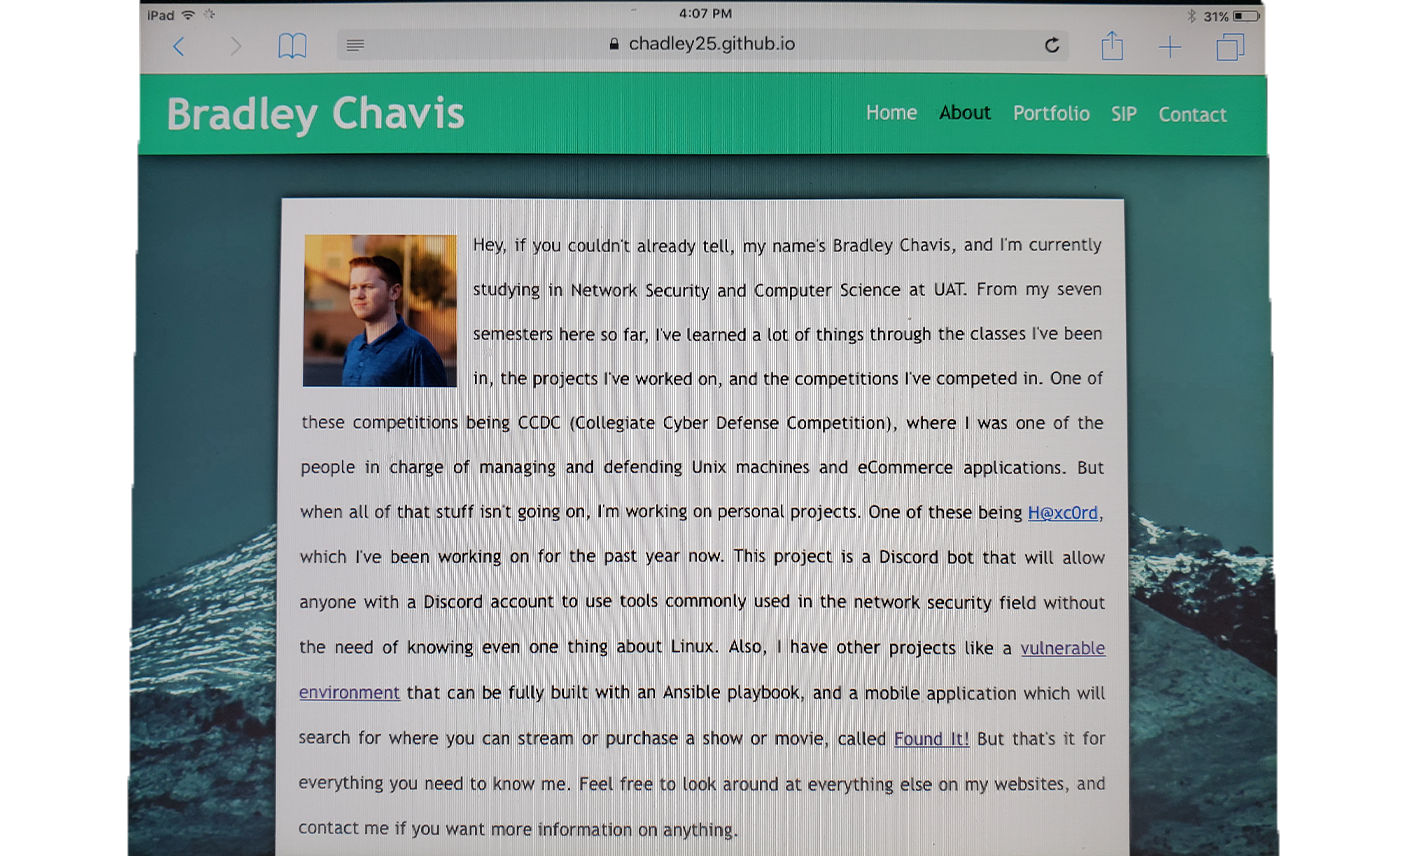 iPad 4:07 PM 31%
chadley25.github.io
Bradley Chavis Home About Portfolio SIP Contact
Hey, if you couldn't already tell, my name's Bradley Chavis, and I'm currently
studying in Network Security and Computer Science at UAT. From my seven
semesters here so far, I've learned a lot of things through the classes I've been
in, the projects I've worked on, and the competitions I've competed in. One of
these competitions being CCDC (Collegiate Cyber Defense Competition), where I was one of the
people in charge of managing and defending Unix machines and eCommerce applications. But
when all of that stuff isn't going on, I'm working on personal projects. One of these being H@xc0rd,
which I've been working on for the past year now. This project is a Discord bot that will allow
anyone with a Discord account to use tools commonly used in the network security field without
the need of knowing even one thing about Linux. Also, I have other projects like a vulnerable
environment that can be fully built with an Ansible playbook, and a mobile application which will
search for where you can stream or purchase a show or movie, called Found It! But that's it for
everything you need to know me. Feel free to look around at everything else on my websites, and
contact me if you want more information on anything.